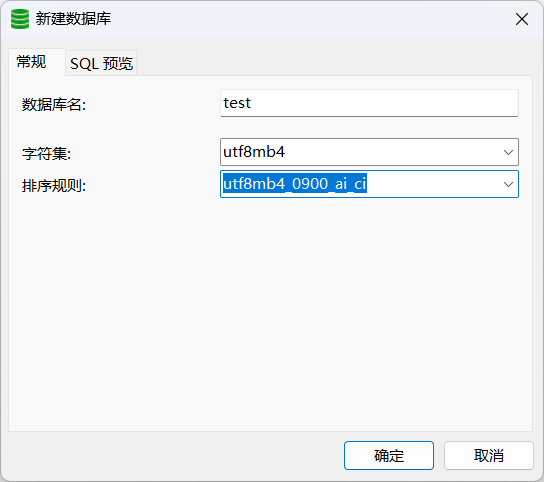 新建数据库
常规 SQL 预览
数据库名: test
字符集: utf8mb4
排序规则: utf8mb4_0900_ai_ci
确定 取消